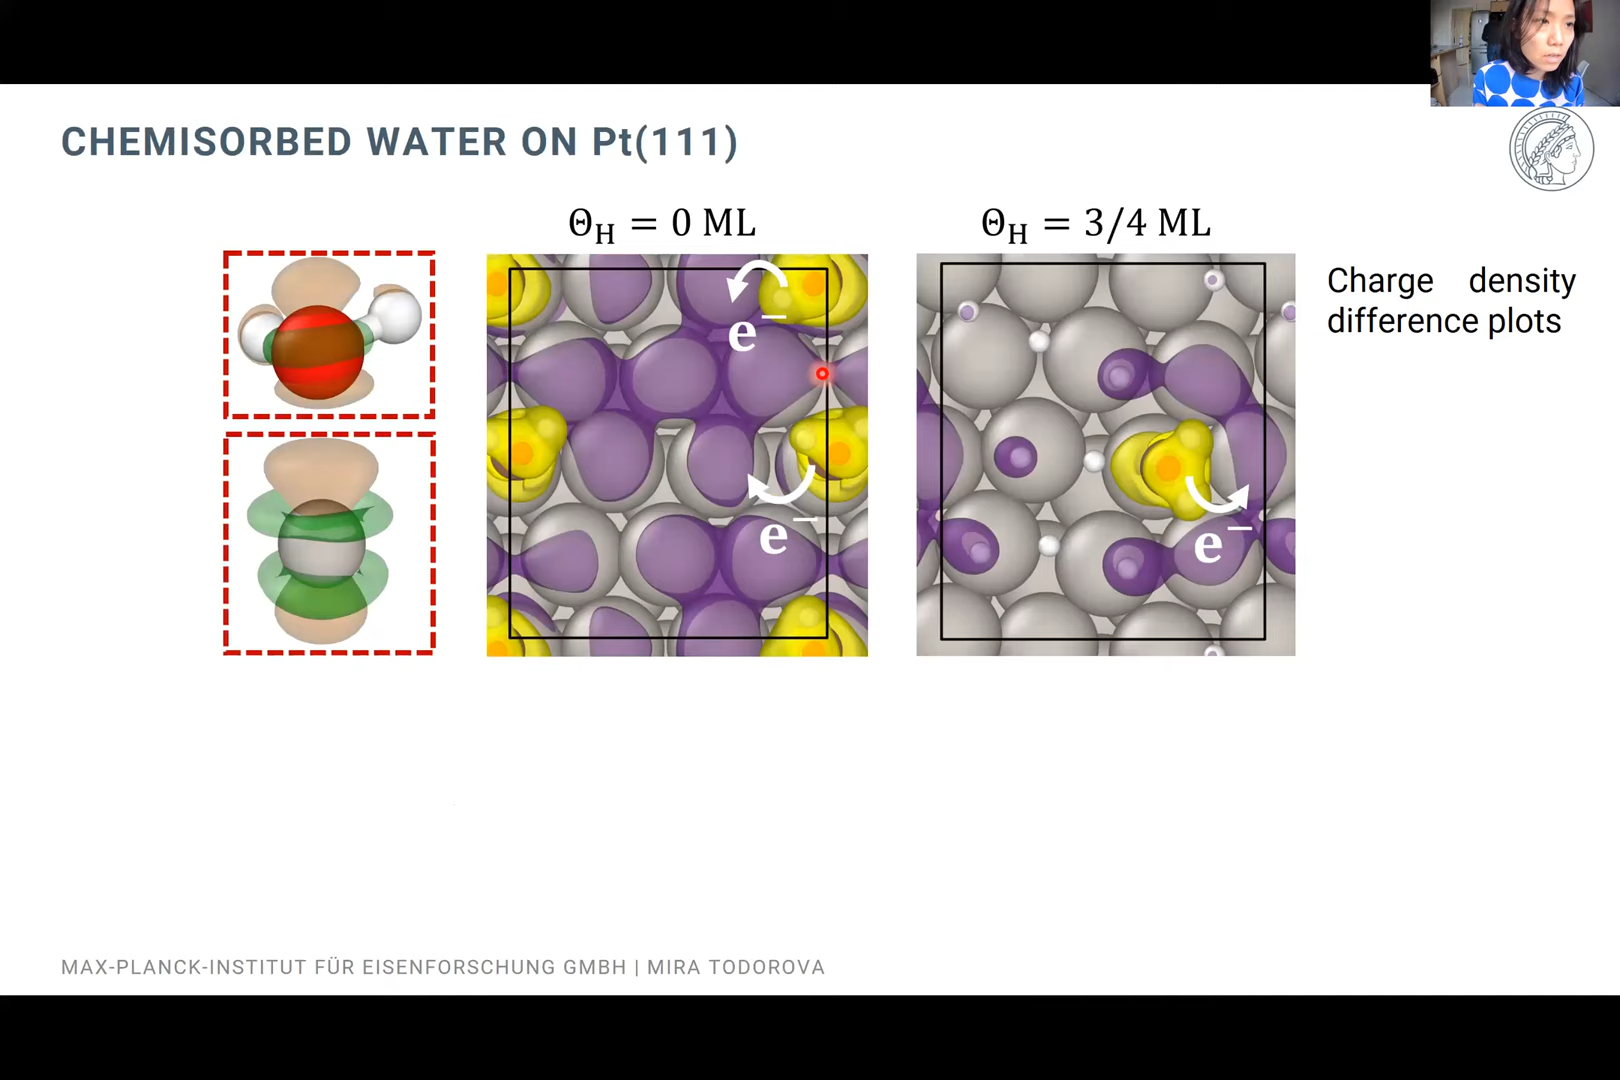 CHEMISORBED WATER ON Pt(111)
Θ_H = 0 ML
Θ_H = 3/4 ML
Charge density
difference plots
e⁻
e⁻
e⁻
MAX-PLANCK-INSTITUT FÜR EISENFORSCHUNG GMBH | MIRA TODOROVA